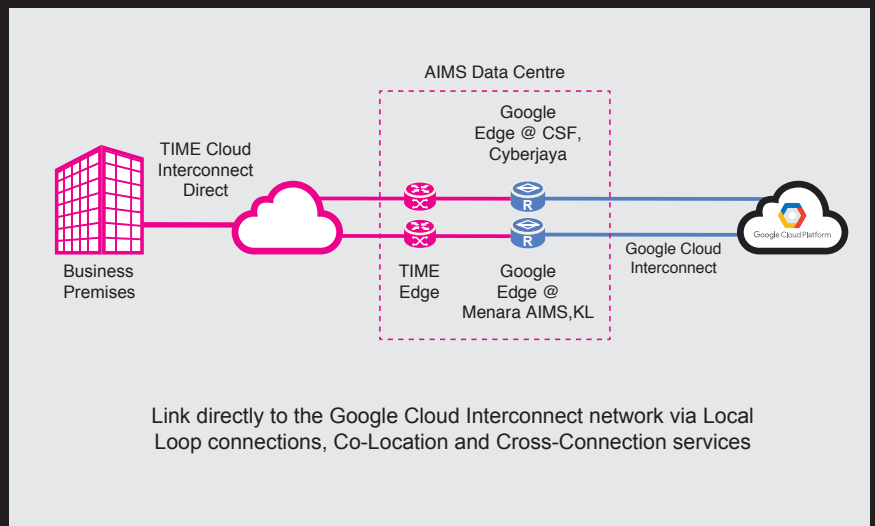 AIMS Data Centre
Google
Edge @ CSF,
Cyberjaya
TIME Cloud
Interconnect
Direct
R
R
Google Cloud Platform
Business
Premises
TIME
Edge
Google
Edge @
Menara AIMS,KL
Google Cloud
Interconnect
Link directly to the Google Cloud Interconnect network via Local
Loop connections, Co-Location and Cross-Connection services